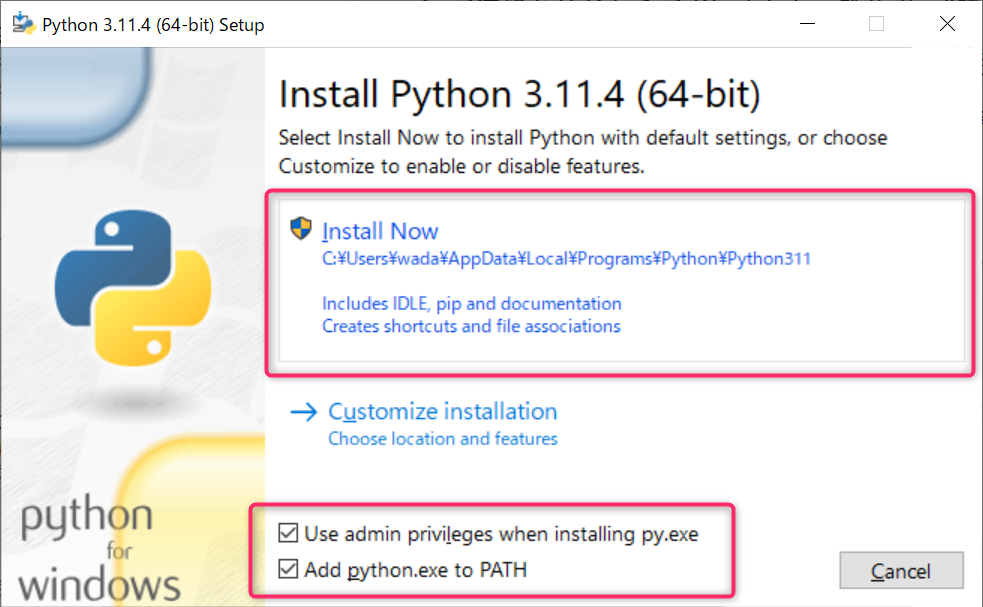 Python 3.11.4 (64-bit) Setup
Install Python 3.11.4 (64-bit)
Select Install Now to install Python with default settings, or choose
Customize to enable or disable features.
Install Now
C:¥Users¥wada¥AppData¥Local¥Programs¥Python¥Python311
Includes IDLE, pip and documentation
Creates shortcuts and file associations
Customize installation
Choose location and features
python
for
windows
Use admin privileges when installing py.exe
Add python.exe to PATH
Cancel